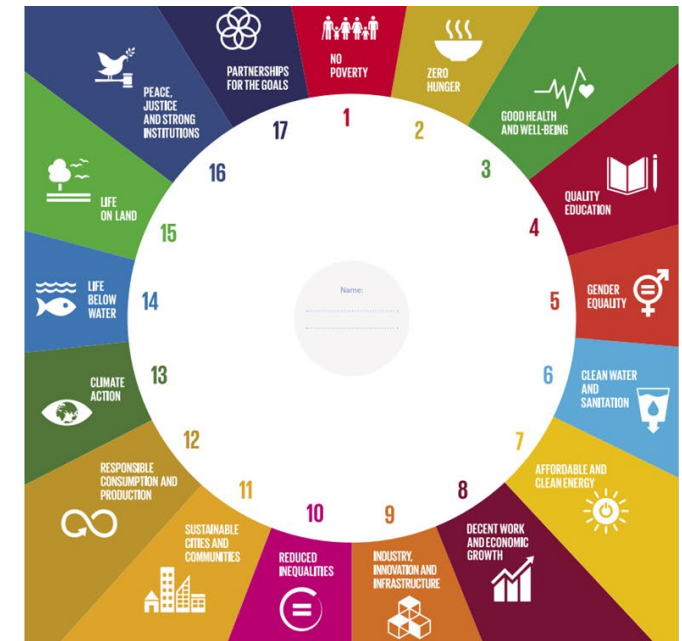 NO
POVERTY
1
ZERO
HUNGER
2
GOOD HEALTH
AND WELL-BEING
3
QUALITY
EDUCATION
4
GENDER
EQUALITY
5
CLEAN WATER
AND
SANITATION
6
AFFORDABLE AND
CLEAN ENERGY
7
DECENT WORK
AND ECONOMIC
GROWTH
8
INDUSTRY,
INNOVATION AND
INFRASTRUCTURE
9
REDUCED
INEQUALITIES
10
SUSTAINABLE
CITIES AND
COMMUNITIES
11
RESPONSIBLE
CONSUMPTION AND
PRODUCTION
12
CLIMATE
ACTION
13
LIFE
BELOW
WATER
14
LIFE
ON LAND
15
PEACE,
JUSTICE
AND STRONG
INSTITUTIONS
16
PARTNERSHIPS
FOR THE GOALS
17
Name: